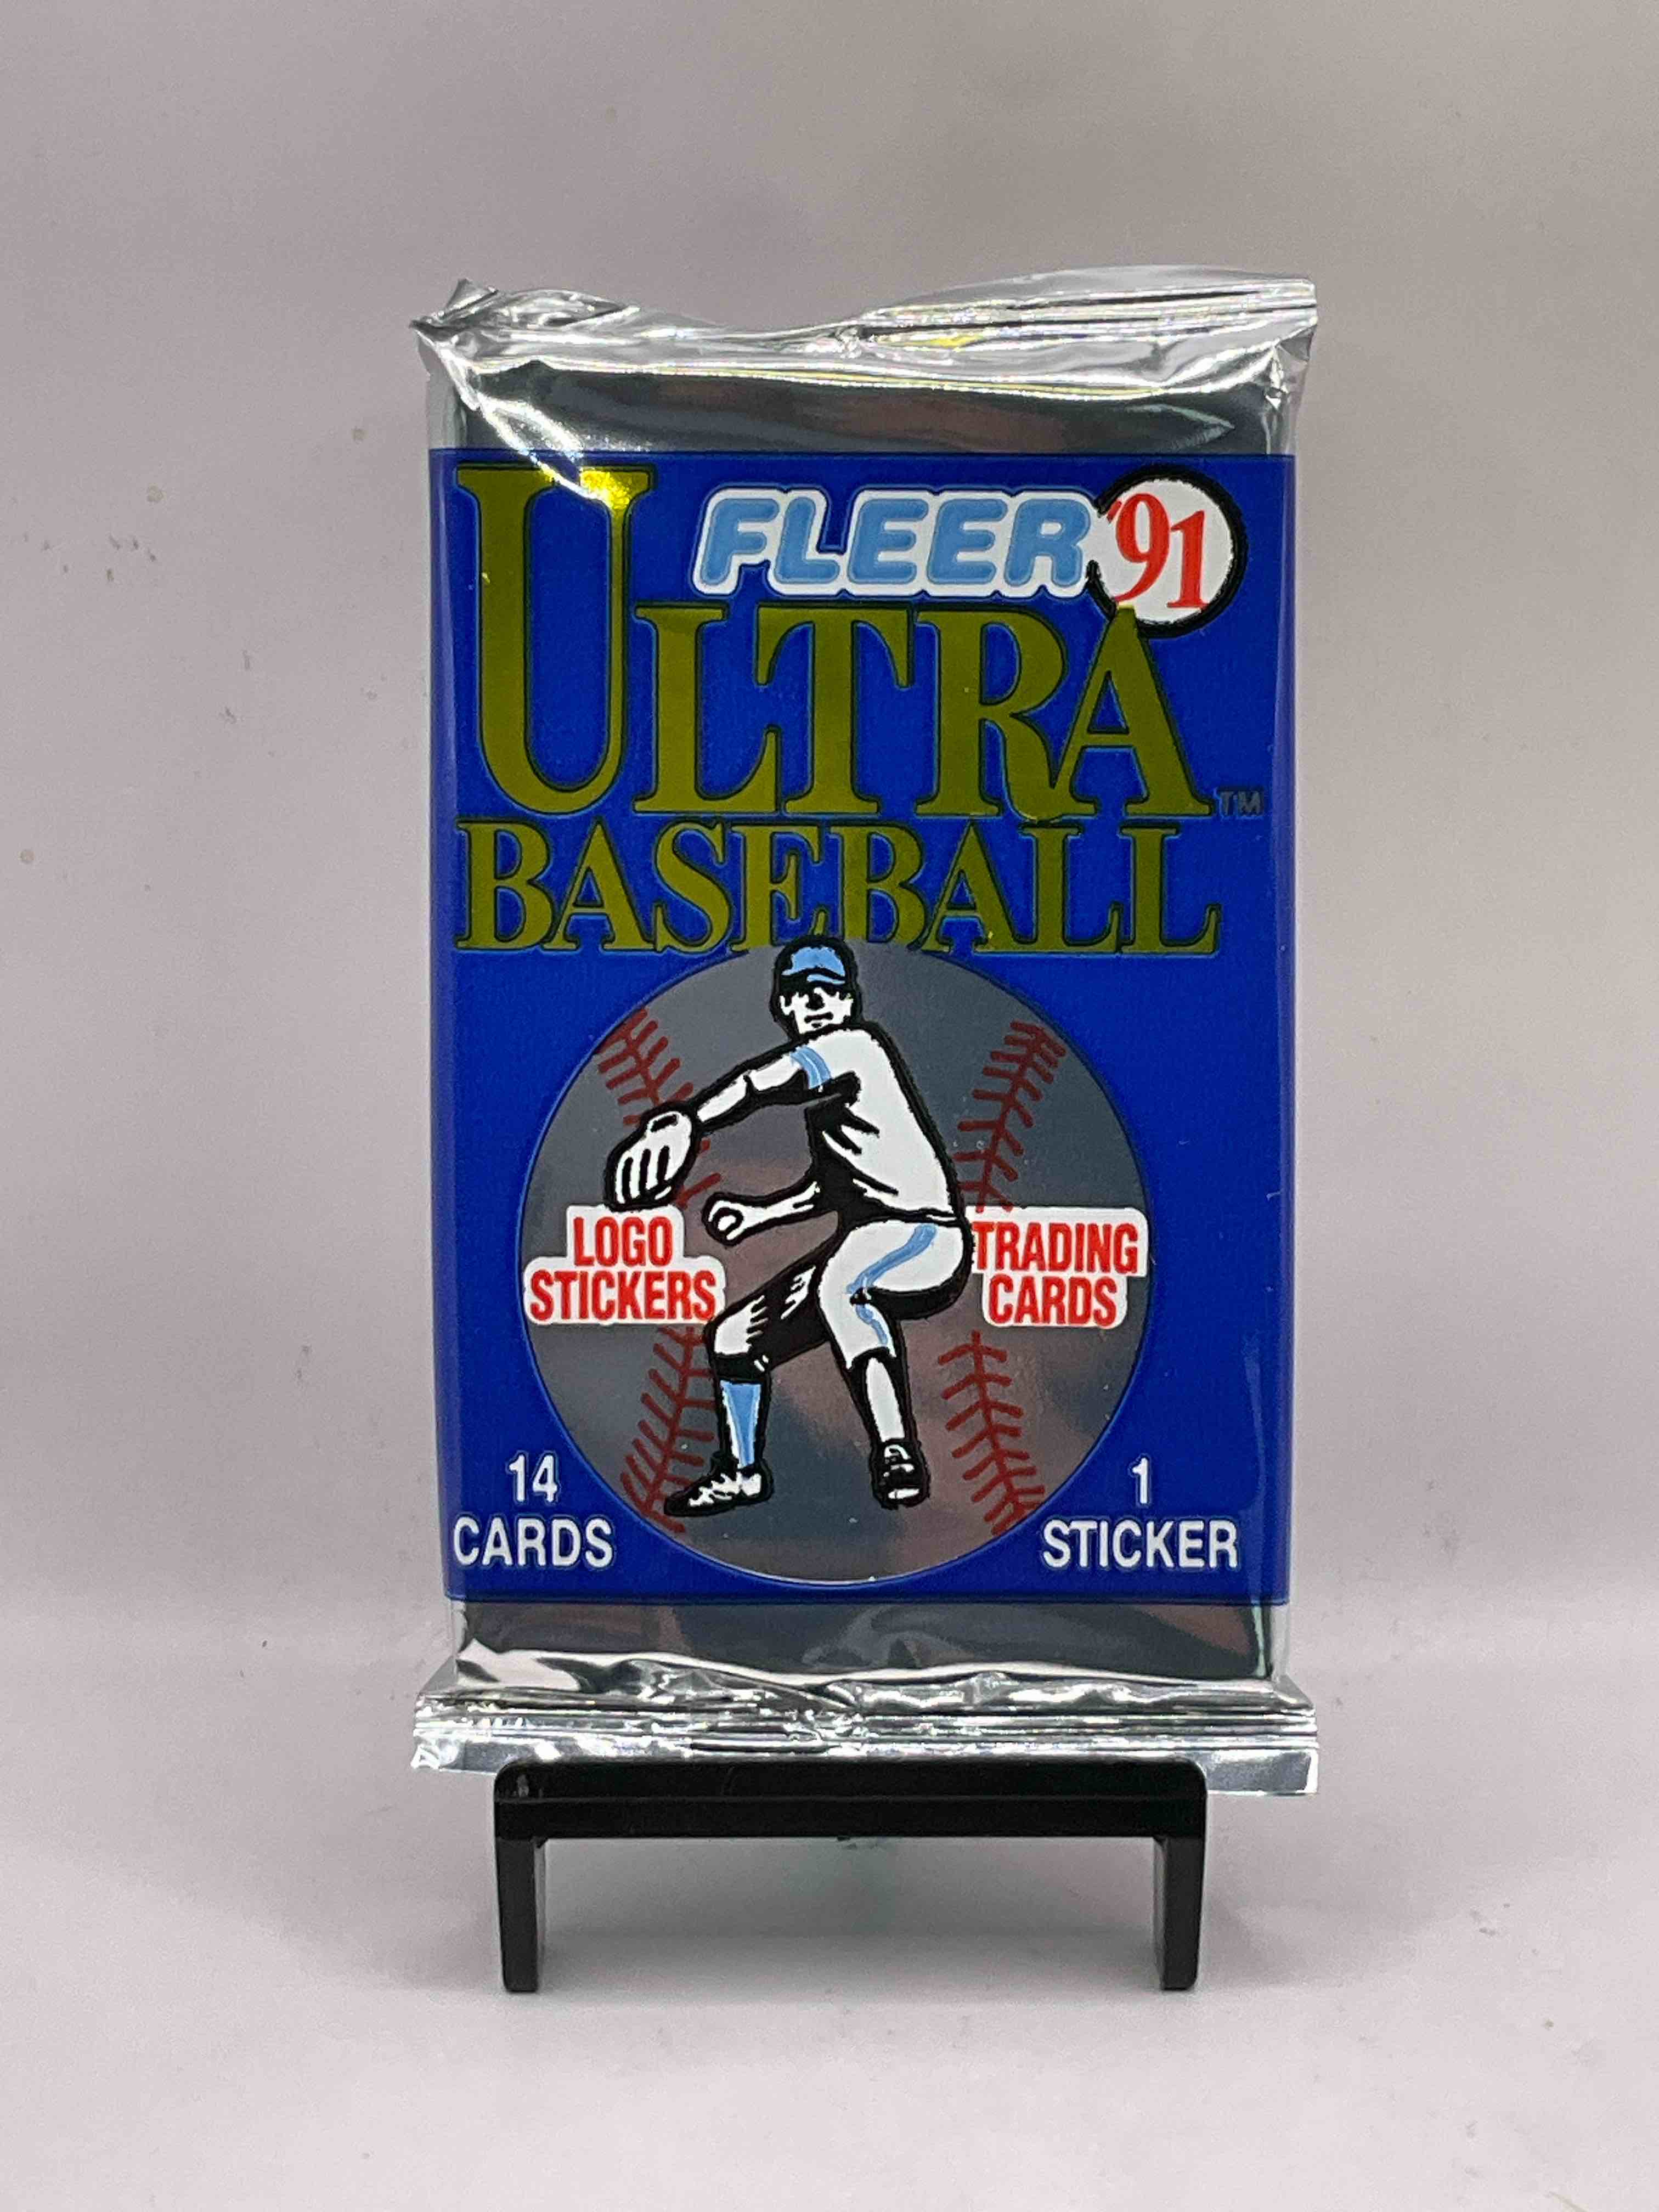 FLEER '91
ULTRA™
BASEBALL
LOGO
STICKERS
TRADING
CARDS
14
CARDS
1
STICKER